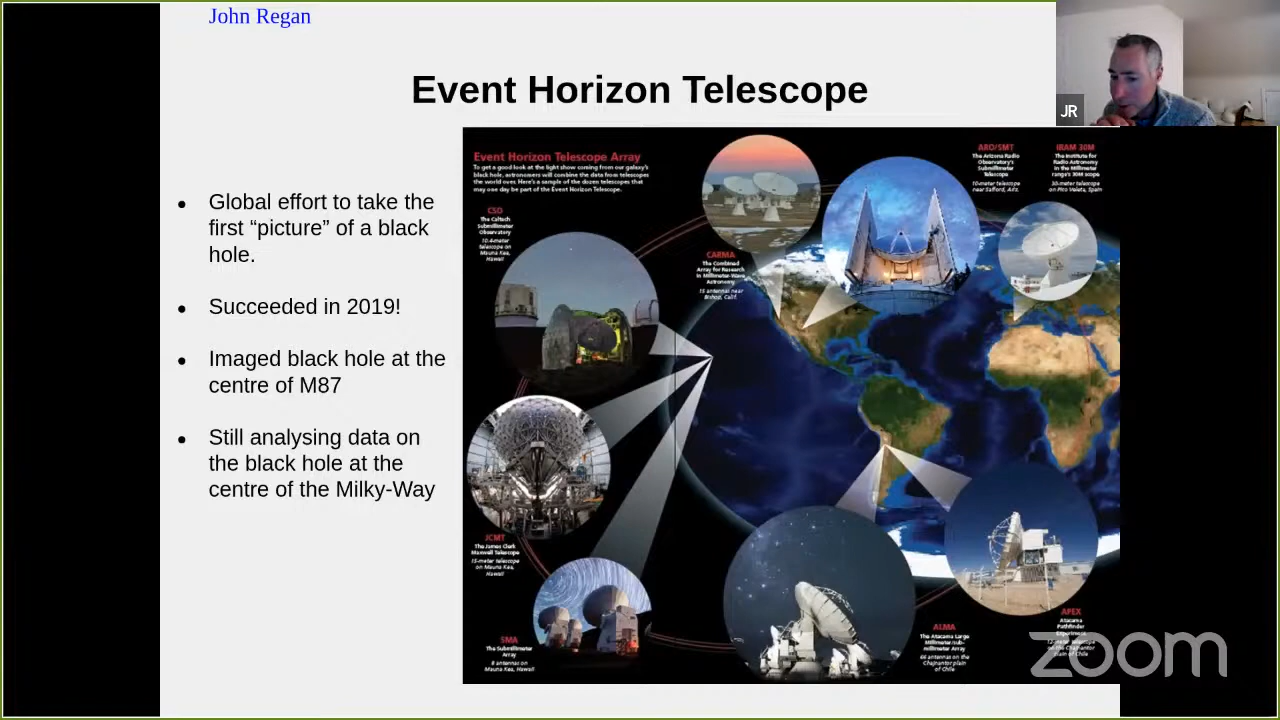 John Regan
Event Horizon Telescope
JR
● Global effort to take the
first “picture” of a black
hole.
● Succeeded in 2019!
● Imaged black hole at the
centre of M87
● Still analysing data on
the black hole at the
centre of the Milky-Way
Event Horizon Telescope Array
To get a good look at the light show coming from our galaxy's
black hole, astronomers will combine the data from telescopes
the world over. Here's a sample of the dozen telescopes that
may one day be part of the Event Horizon Telescope.
CSO
The Caltech
Submillimeter
Observatory
10.4-meter
telescope on
Mauna Kea,
Hawaii
CARMA
The Combined
Array for Research
in Millimeter-Wave
Astronomy
15 antennas near
Bishop, Calif.
ARO/SMT
The Arizona Radio
Observatory's
Submillimeter
Telescope
10-meter telescope
near Safford, Ariz.
IRAM 30M
The Institute for
Radio Astronomy
in the Millimeter
range's 30M scope
30-meter telescope
on Pico Veleta, Spain
JCMT
The James Clerk
Maxwell Telescope
15-meter telescope
on Mauna Kea,
Hawaii
SMA
The Submillimeter
Array
8 antennas on
Mauna Kea, Hawaii
ALMA
The Atacama Large
Millimeter/sub-
millimeter Array
66 antennas on the
Chajnantor plain
of Chile
APEX
Atacama
Pathfinder
Experiment
on the Chajnantor
plain of Chile
zoom